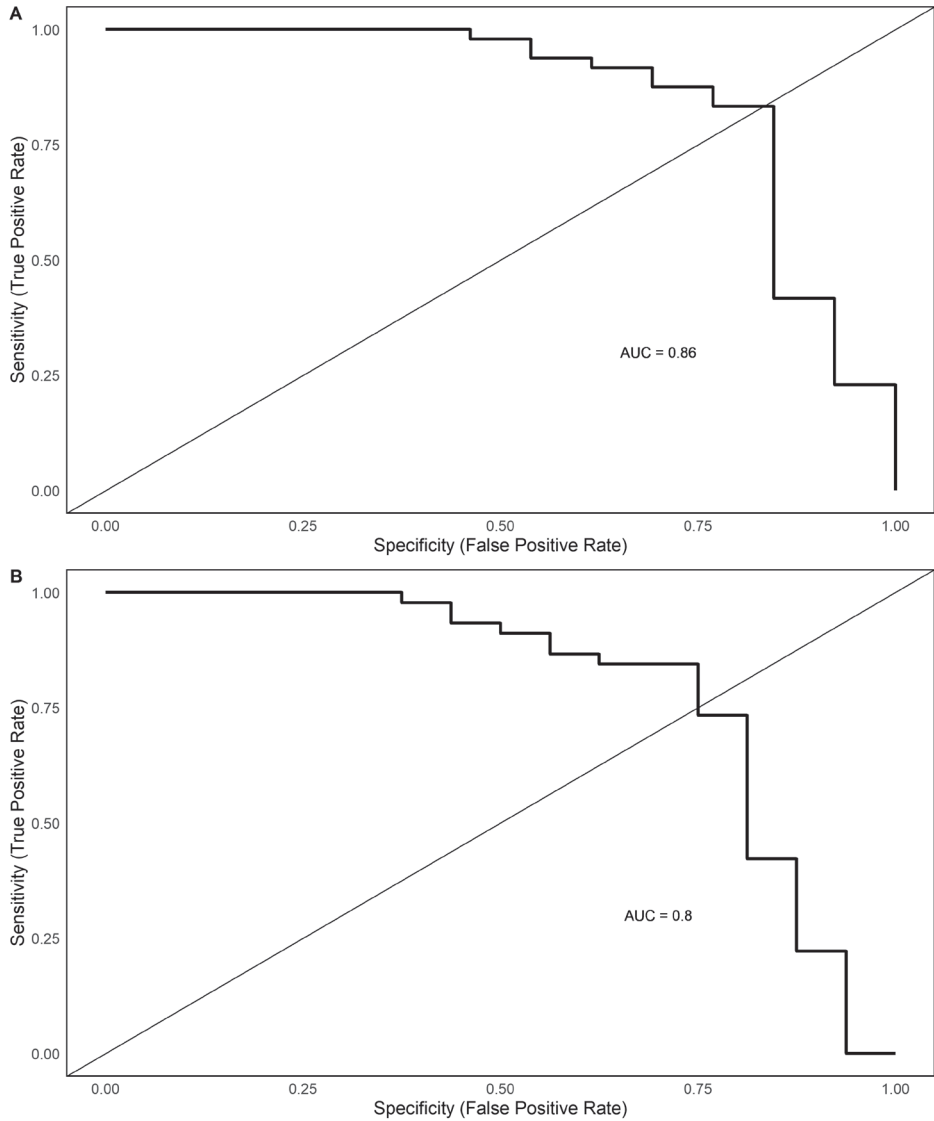 A
1.00
0.75
0.50
0.25
0.00
Sensitivity (True Positive Rate)
AUC = 0.86
0.00 0.25 0.50 0.75 1.00
Specificity (False Positive Rate)
B
1.00
0.75
0.50
0.25
0.00
Sensitivity (True Positive Rate)
AUC = 0.8
0.00 0.25 0.50 0.75 1.00
Specificity (False Positive Rate)